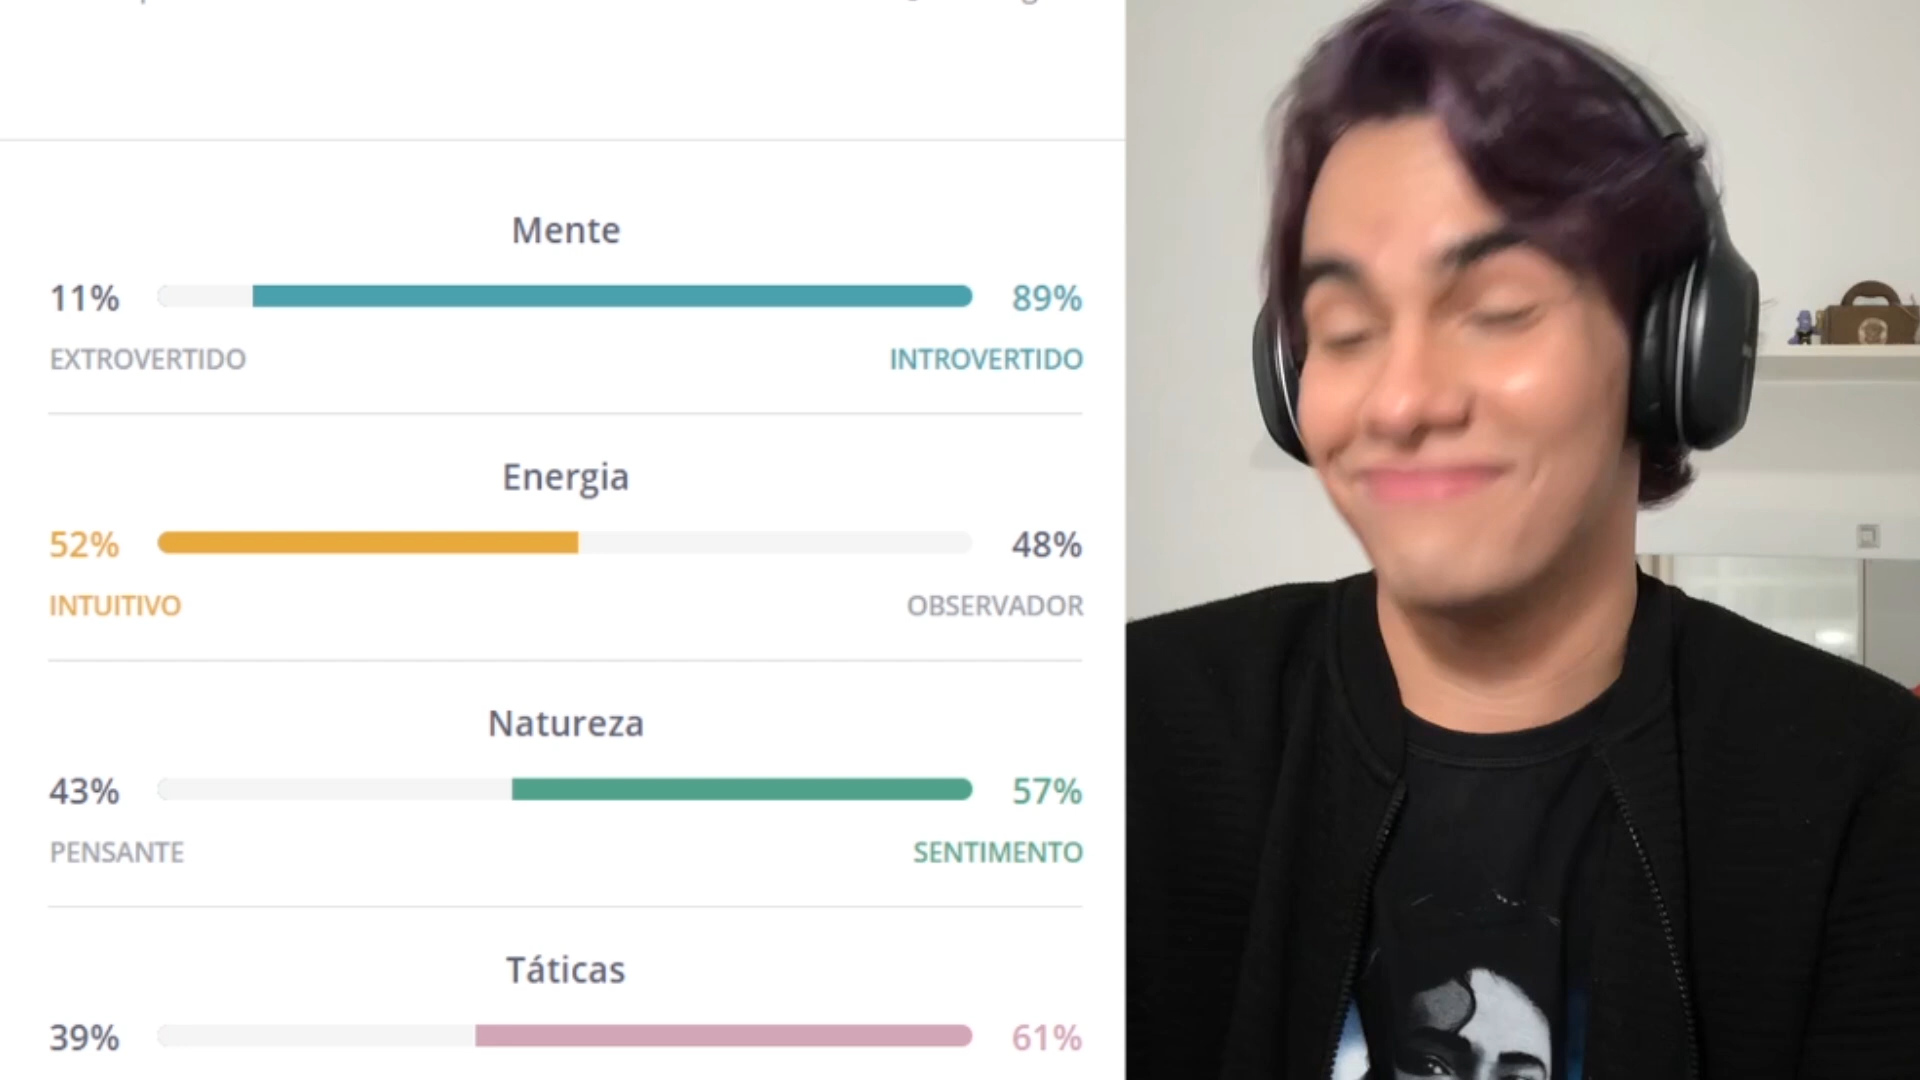 Mente
11% 89%
EXTROVERTIDO INTROVERTIDO
Energia
52% 48%
INTUITIVO OBSERVADOR
Natureza
43% 57%
PENSANTE SENTIMENTO
Táticas
39% 61%